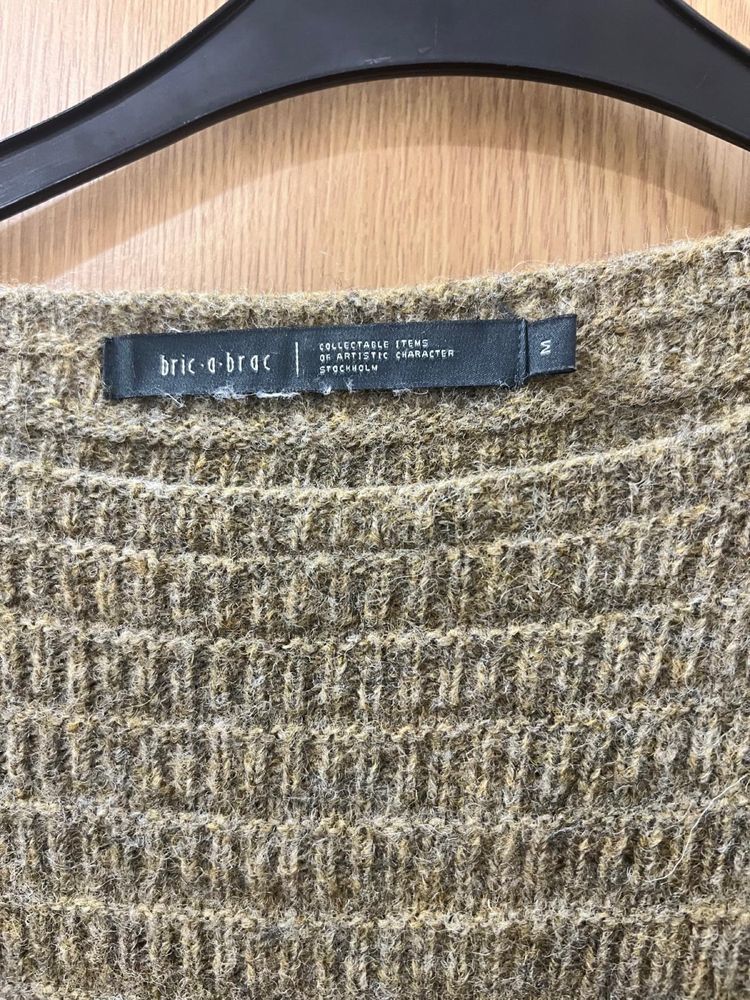 bric·a·brac
COLLECTABLE ITEMS
OF ARTISTIC CHARACTER
STOCKHOLM
M